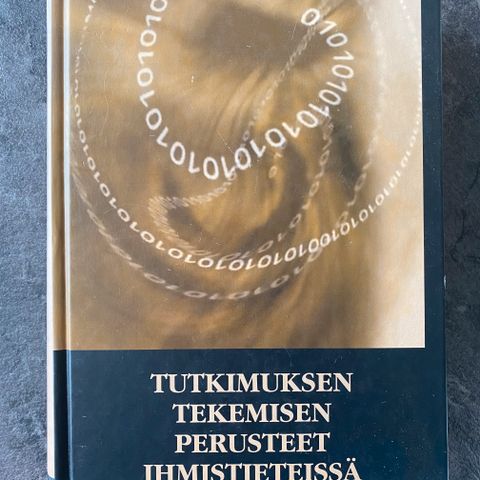 TUTKIMUKSEN
TEKEMISEN
PERUSTEET
IHMISTIETEISSÄ